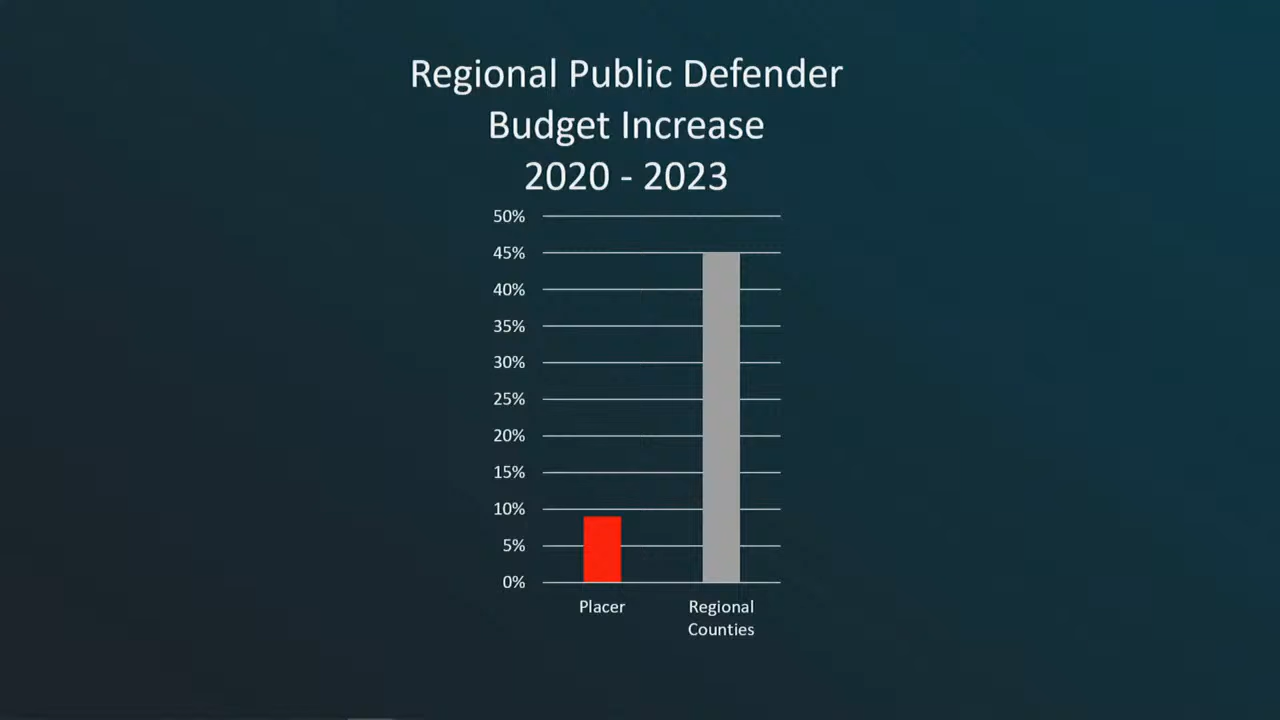 Regional Public Defender
Budget Increase
2020 - 2023
50%
45%
40%
35%
30%
25%
20%
15%
10%
5%
0%
Placer
Regional
Counties